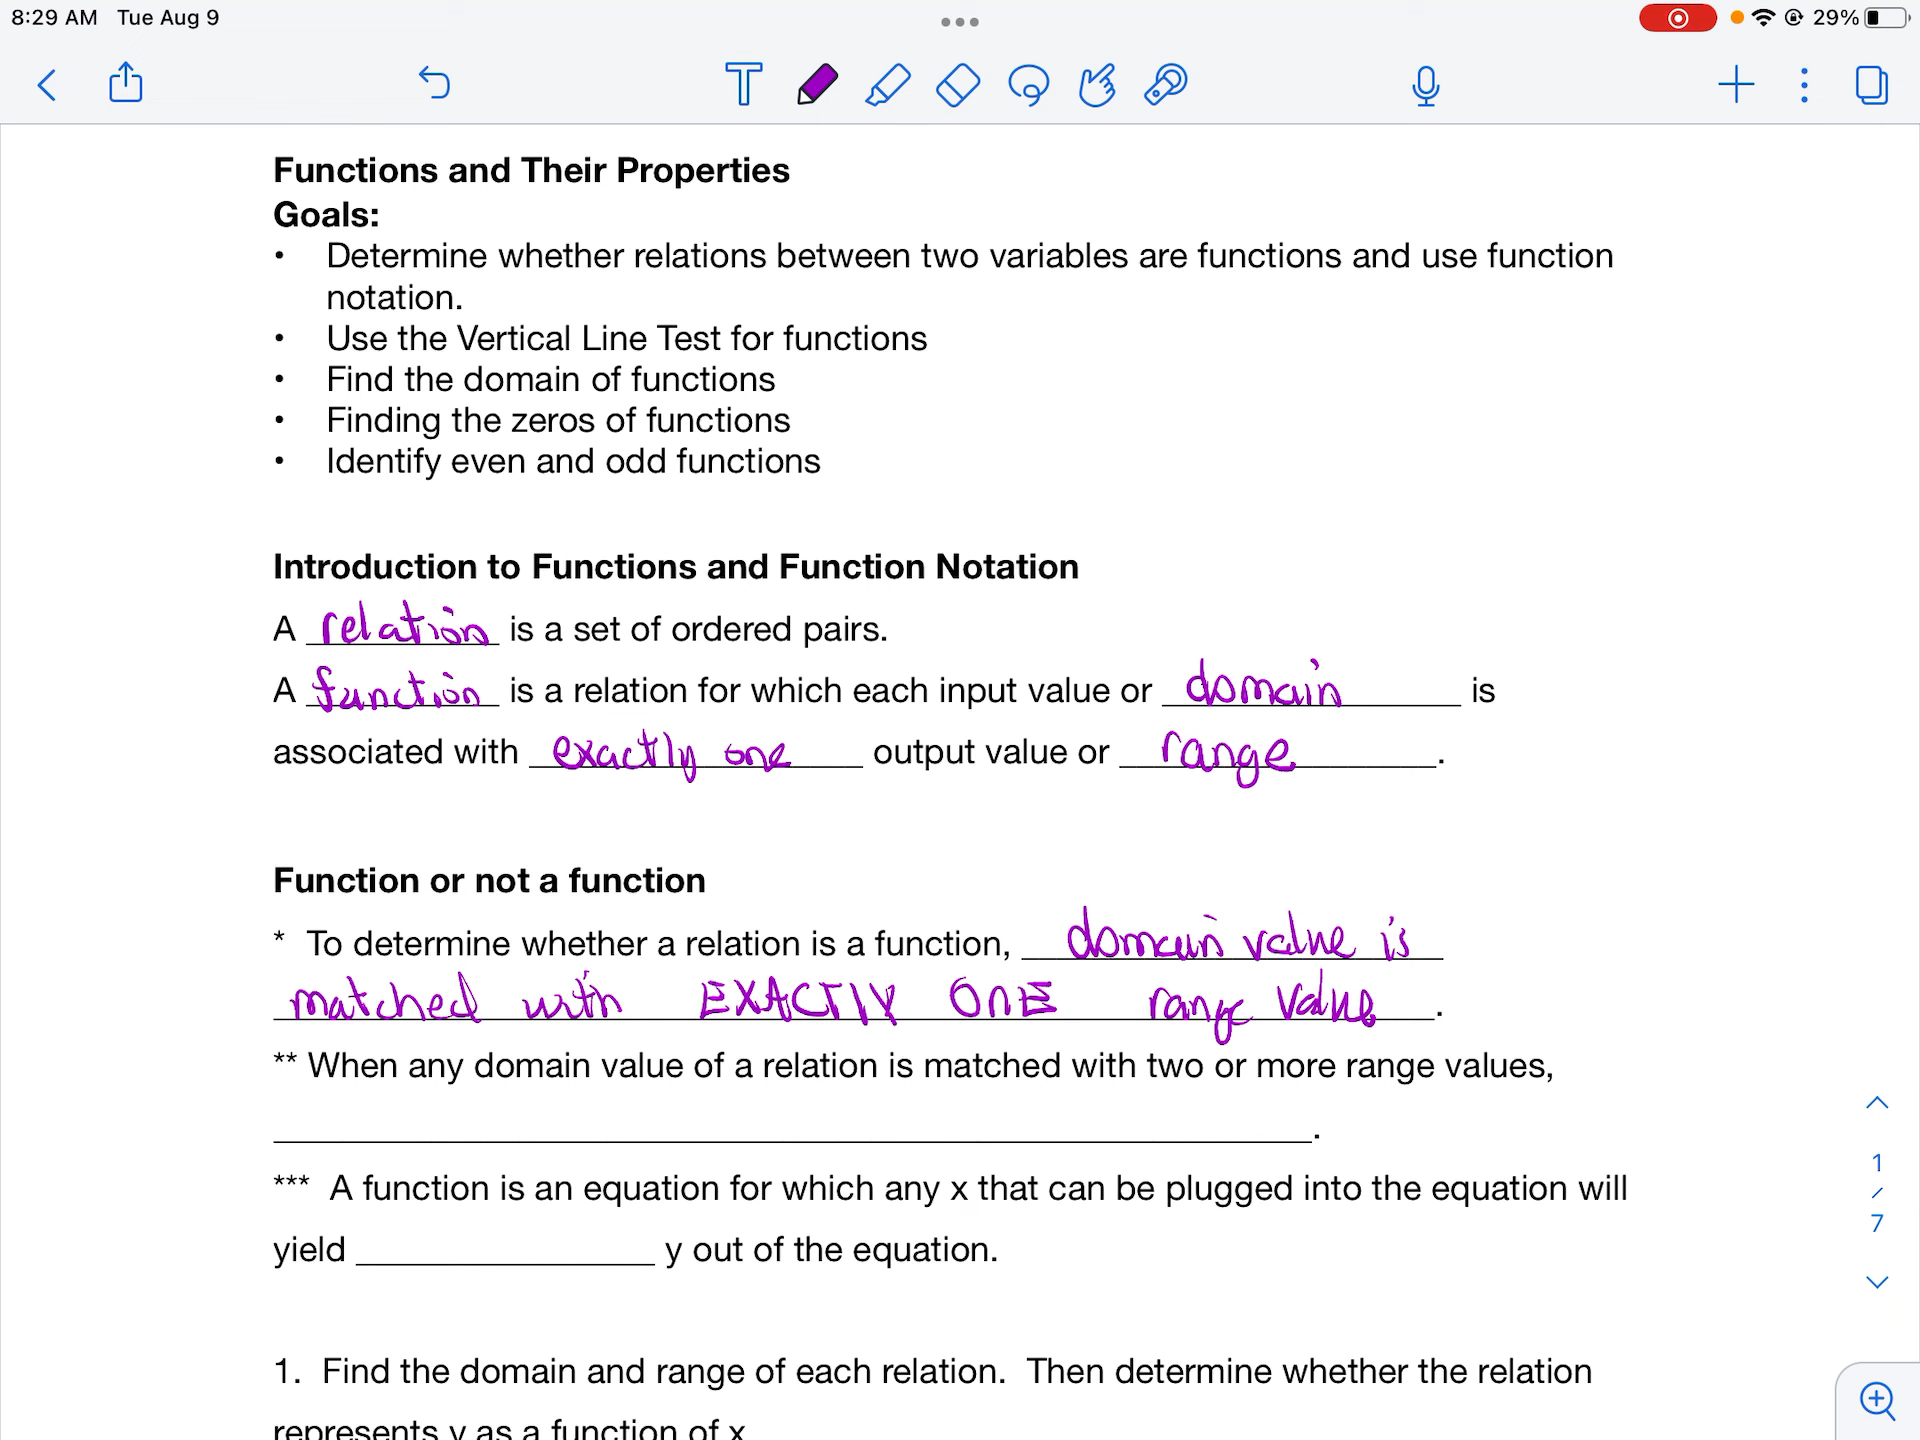 8:29 AM Tue Aug 9
29%
Functions and Their Properties
Goals:
• Determine whether relations between two variables are functions and use function
notation.
• Use the Vertical Line Test for functions
• Find the domain of functions
• Finding the zeros of functions
• Identify even and odd functions
Introduction to Functions and Function Notation
A relation is a set of ordered pairs.
A function is a relation for which each input value or domain is
associated with exactly one output value or range.
Function or not a function
* To determine whether a relation is a function, domain value is
matched with EXACTLY ONE range value.
** When any domain value of a relation is matched with two or more range values,
____.
*** A function is an equation for which any x that can be plugged into the equation will
yield ____ y out of the equation.
1
/
7
1. Find the domain and range of each relation. Then determine whether the relation
represents y as a function of x